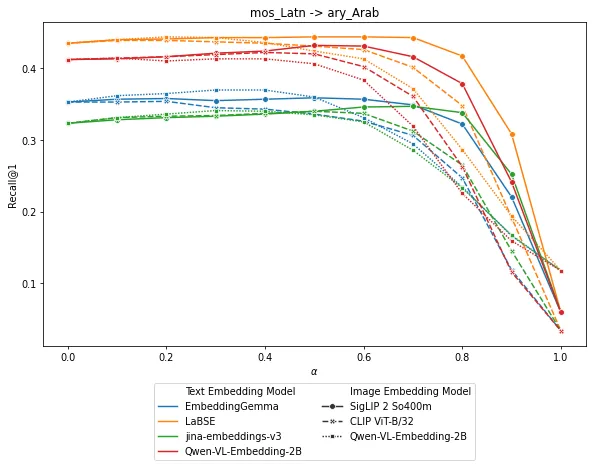 mos_Latn -> ary_Arab
Recall@1
0.4
0.3
0.2
0.1
0.0 0.2 0.4 0.6 0.8 1.0
α
Text Embedding Model Image Embedding Model
EmbeddingGemma SigLIP 2 So400m
LaBSE CLIP ViT-B/32
jina-embeddings-v3 Qwen-VL-Embedding-2B
Qwen-VL-Embedding-2B